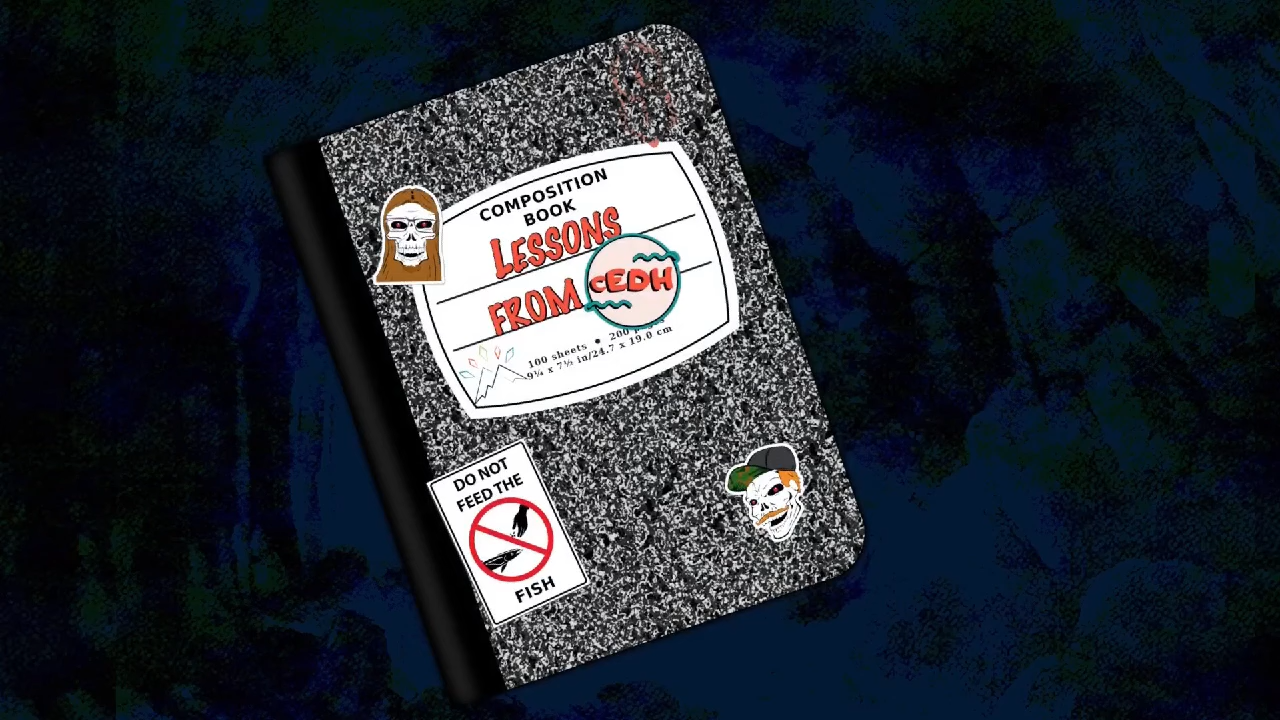 COMPOSITION
BOOK
LESSONS
FROM cEDH
100 sheets • 200
9¾ x 7½ in/24.7 x 19.0 cm
DO NOT
FEED THE
FISH